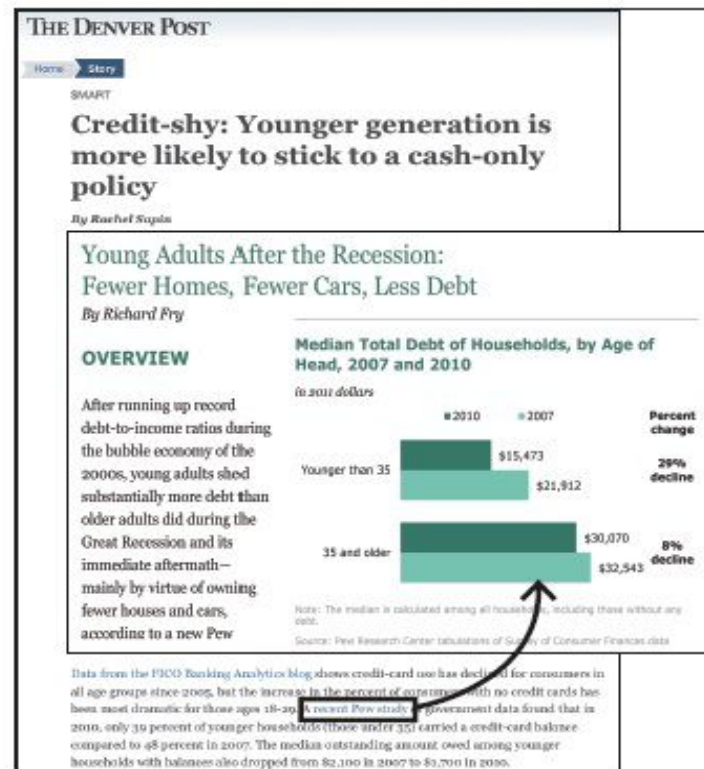 THE DENVER POST
Home Story
SMART
Credit-shy: Younger generation is
more likely to stick to a cash-only
policy
By Rachel Sapin
Young Adults After the Recession:
Fewer Homes, Fewer Cars, Less Debt
By Richard Fry
OVERVIEW
After running up record
debt-to-income ratios during
the bubble economy of the
2000s, young adults shed
substantially more debt than
older adults did during the
Great Recession and its
immediate aftermath—
mainly by virtue of owning
fewer houses and cars,
according to a new Pew
Median Total Debt of Households, by Age of
Head, 2007 and 2010
in 2011 dollars
2010 2007 Percent
change
Younger than 35 $15,473 29%
$21,912 decline
35 and older $30,070 8%
$32,543 decline
Note: The median is calculated among all households, including those without any
debt.
Source: Pew Research Center tabulations of Survey of Consumer Finances data
Data from the FICO Banking Analytics blog shows credit-card use has declined for consumers in
all age groups since 2005, but the increase in the percent of consumers with no credit cards has
been most dramatic for those ages 18-29. A recent Pew study of government data found that in
2010, only 39 percent of younger households (those under 35) carried a credit-card balance
compared to 48 percent in 2007. The median outstanding amount owed among younger
households with balances also dropped from $2,100 in 2007 to $1,700 in 2010.